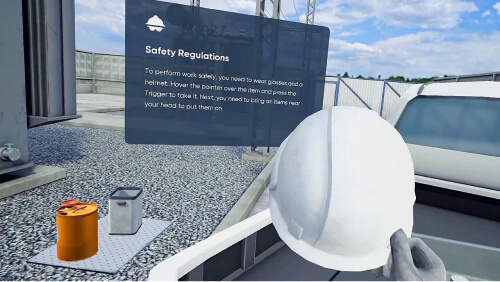 Safety Regulations
To perform work safely, you need to wear glasses and a
helmet. Hover the pointer over the item and press the
Trigger to take it. Next, you need to bring an items near
your head to put them on.